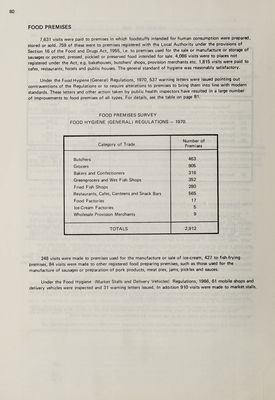 80
FOOD PREMISES
7,631 visits were paid to premises in which foodstuffs intended for human consumption were prepared,
stored or sold. 759 of these were to premises registered with the Local Authority under the provisions of
Section 16 of the Food and Drugs Act, 1955, i.e. to premises used for the sale or manufacture or storage of
sausages or potted, pressed, pickled or preserved food intended for sale. 4,066 visits were to places not
registered under the Act, e.g. bakehouses, butchers' shops, provision merchants etc. 1,815 visits were paid to
cafes, restaurants, hotels and public houses. The general standard of hygiene was reasonably satisfactory.
Under the Food Hygiene (General) Regulations, 1970, 537 warning letters were issued pointing out
contraventions of the Regulations or to require alterations to premises to bring them into line with modern
standards. These letters and other action taken by public health inspectors have resulted in a large number
of improvements to food premises of all types. For details, see the table on page 81.
FOOD PREMISES SURVEY
FOOD HYGIENE (GENERAL) REGULATIONS – 1970.
Category of Trade
Number of
Premises
Butchers 463
Grocers 905
Bakers and Confectioners 316
Greengrocers and Wet Fish Shops 352
Fried Fish Shops 280
Restaurants, Cafes, Canteens and Snack Bars 565
Food Factories 17
Ice-Cream Factories 5
Wholesale Provision Merchants 9
TOTALS 2,912
246 visits were made to premises used for the manufacture or sale of ice-cream, 427 to fish frying
premises, 84 visits were made to other registered food preparing premises, such as those used for the
manufacture of sausages or preparation of pork products, meat pies, jams, pickles and sauces.
Under the Food Hygiene (Market Stalls and Delivery Vehicles) Regulations, 1966, 61 mobile shops and
delivery vehicles were inspected and 31 warning letters issued. In addition 910 visits were made to market stalls.